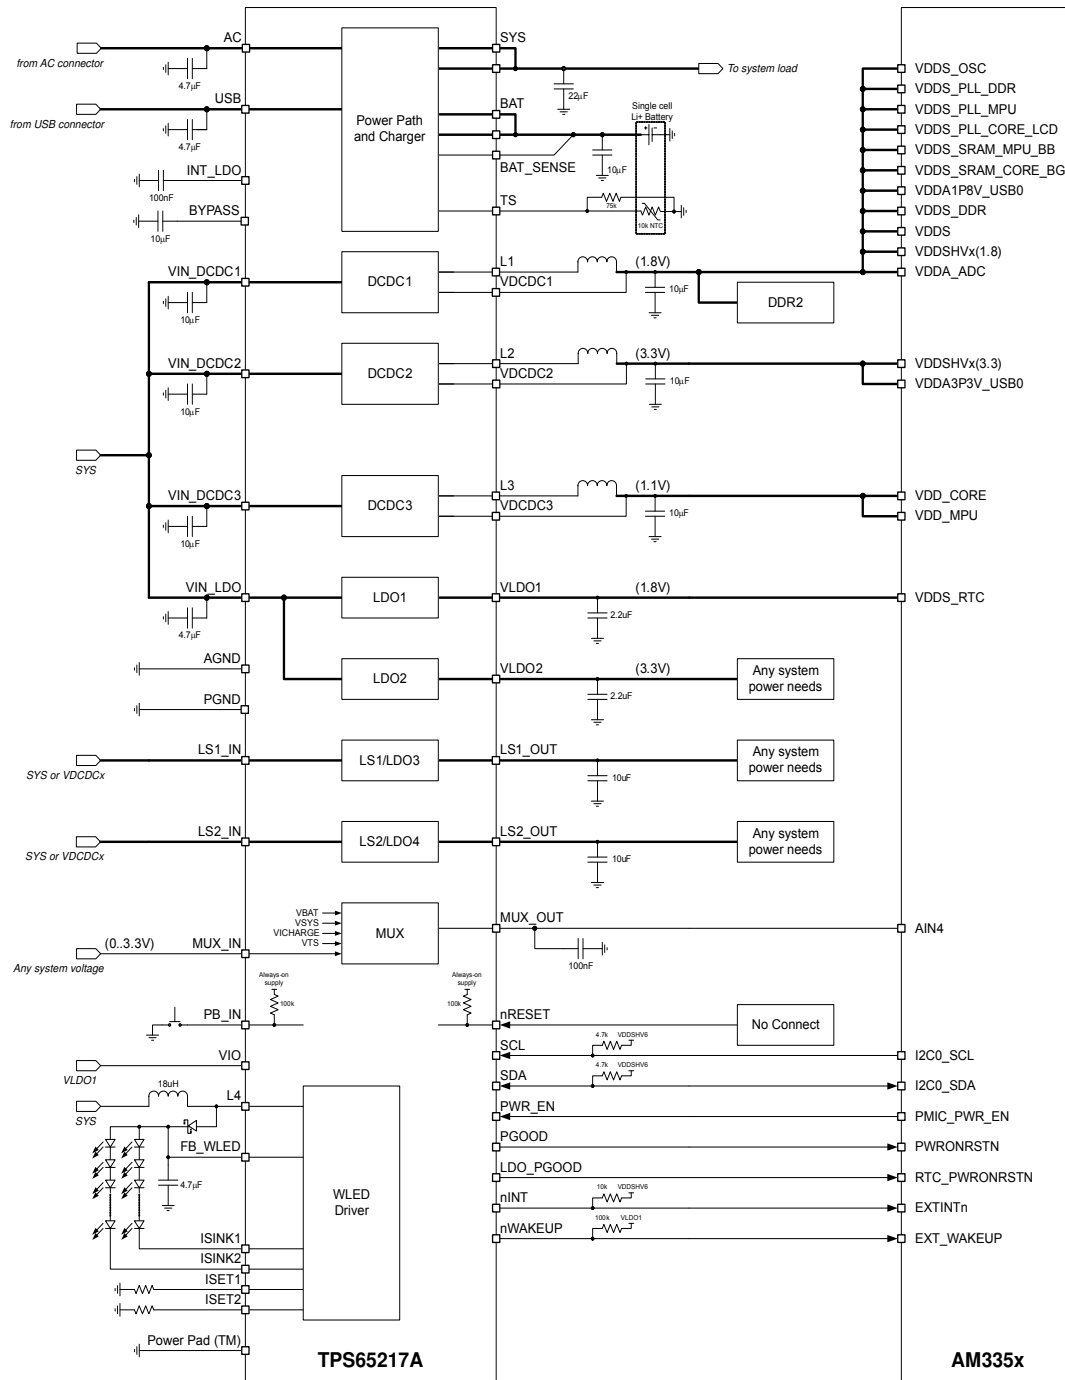 AC
SYS
from AC connector
4.7µF
To system load
22µF
USB
BAT
Single cell
Li+ Battery
from USB connector
4.7µF
Power Path
and Charger
BAT_SENSE
10µF
INT_LDO
100nF
TS
75k
10k NTC
BYPASS
10µF
VDDS_OSC
VDDS_PLL_DDR
VDDS_PLL_MPU
VDDS_PLL_CORE_LCD
VDDS_SRAM_MPU_BB
VDDS_SRAM_CORE_BG
VDDA1P8V_USB0
VDDS_DDR
VDDS
VDDSHVx(1.8)
VDDA_ADC
VIN_DCDC1
10µF
DCDC1
L1
VDCDC1
(1.8V)
10µF
DDR2
VIN_DCDC2
10µF
DCDC2
L2
VDCDC2
(3.3V)
10µF
VDDSHVx(3.3)
VDDA3P3V_USB0
SYS
VIN_DCDC3
10µF
DCDC3
L3
VDCDC3
(1.1V)
10µF
VDD_CORE
VDD_MPU
VIN_LDO
4.7µF
LDO1
VLDO1
(1.8V)
2.2uF
VDDS_RTC
AGND
LDO2
VLDO2
(3.3V)
2.2uF
Any system
power needs
PGND
LS1_IN
SYS or VDCDCx
LS1/LDO3
LS1_OUT
10uF
Any system
power needs
LS2_IN
SYS or VDCDCx
LS2/LDO4
LS2_OUT
10uF
Any system
power needs
VBAT
VSYS
VICHARGE
VTS
(0..3.3V)
MUX_IN
Any system voltage
MUX
MUX_OUT
100nF
AIN4
Always-on
supply
100k
Always-on
supply
100k
PB_IN
nRESET
No Connect
VIO
VLDO1
SCL
4.7k
VDDSHV6
I2C0_SCL
SDA
4.7k
VDDSHV6
I2C0_SDA
18uH
SYS
L4
PWR_EN
PMIC_PWR_EN
FB_WLED
4.7µF
PGOOD
PWRONRSTN
LDO_PGOOD
RTC_PWRONRSTN
WLED
Driver
nINT
10k
VDDSHV6
EXTINTn
nWAKEUP
100k
VLDO1
EXT_WAKEUP
ISINK1
ISINK2
ISET1
ISET2
Power Pad (TM)
TPS65217A
AM335x